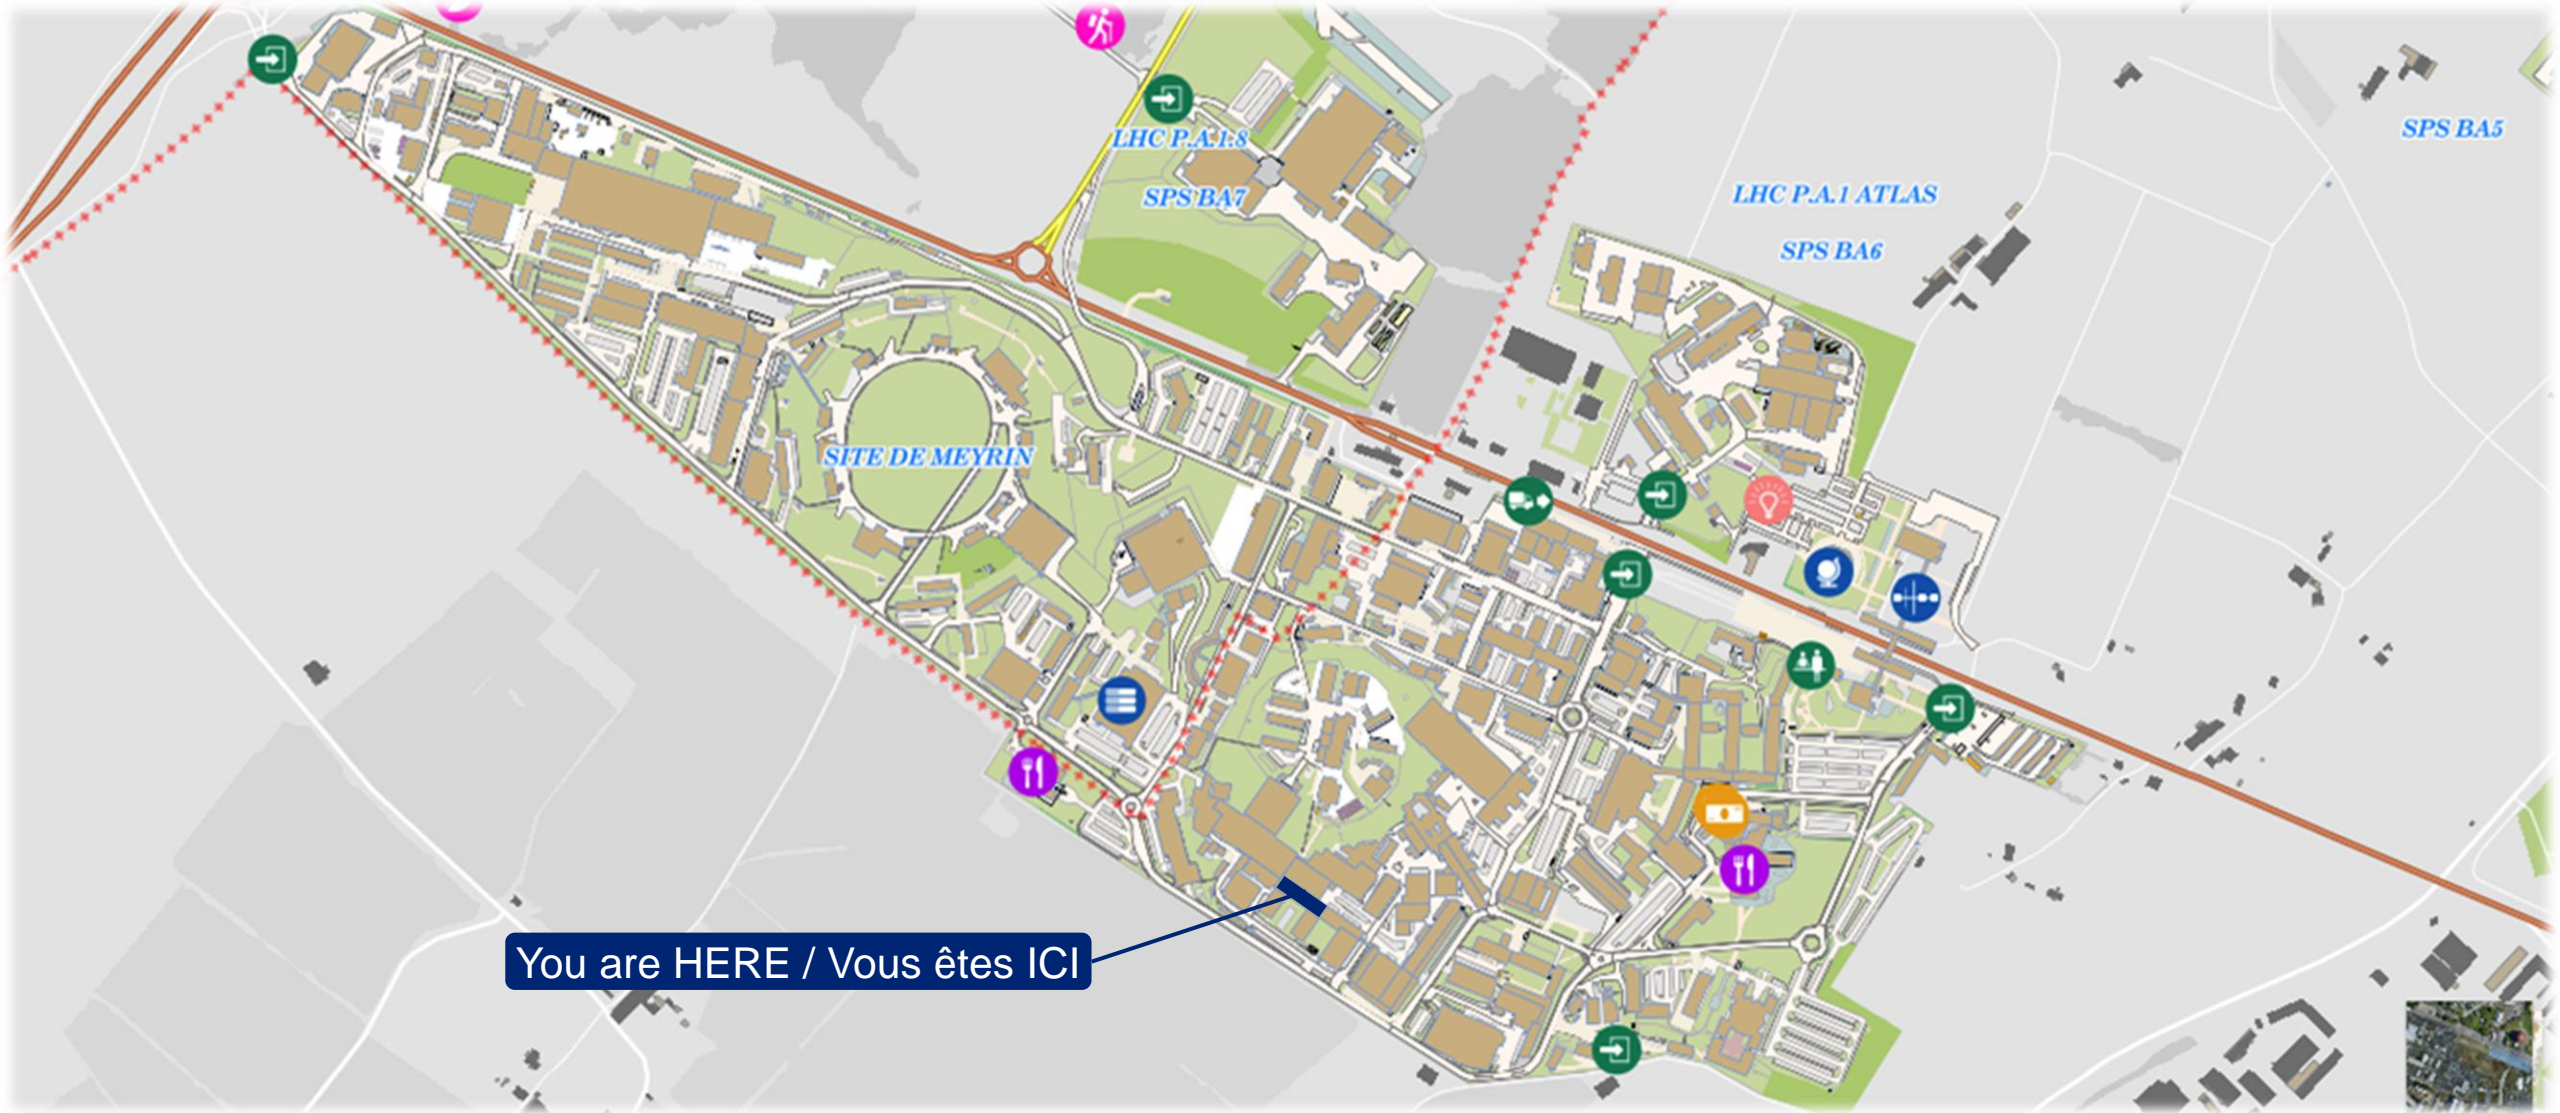 LHC P.A.1.8
SPS BA7
LHC P.A.1 ATLAS
SPS BA6
SPS BA5
SITE DE MEYRIN
You are HERE / Vous êtes ICI